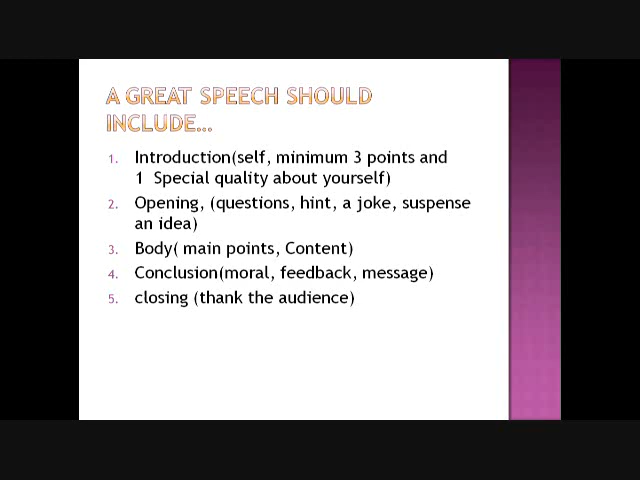 A GREAT SPEECH SHOULD
INCLUDE…
1. Introduction(self, minimum 3 points and
1 Special quality about yourself)
2. Opening, (questions, hint, a joke, suspense
an idea)
3. Body( main points, Content)
4. Conclusion(moral, feedback, message)
5. closing (thank the audience)